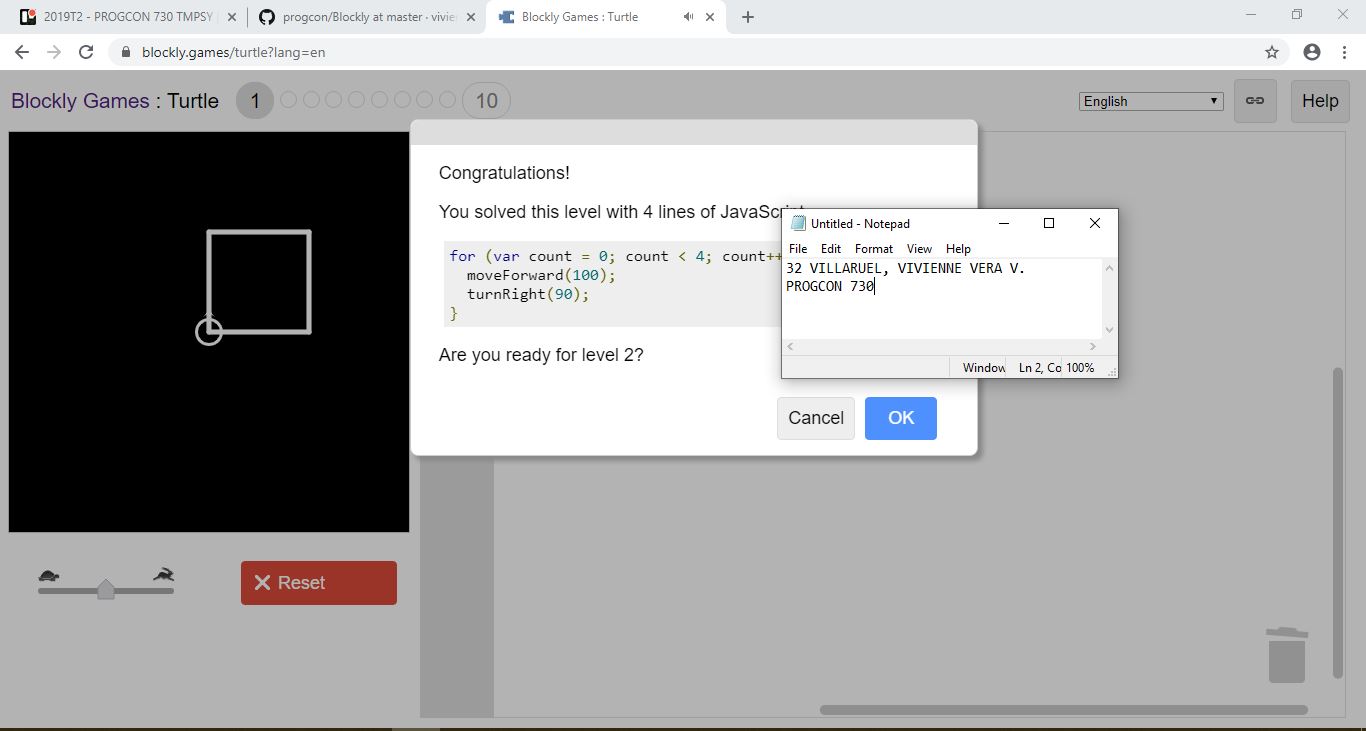 2019T2 - PROGCON 730 TMPSY
progcon/Blockly at master · vivie
Blockly Games : Turtle
blockly.games/turtle?lang=en
Blockly Games : Turtle
1
10
English
Help
Congratulations!
You solved this level with 4 lines of JavaScript
for (var count = 0; count < 4; count++
moveForward(100);
turnRight(90);
}
Are you ready for level 2?
Cancel
OK
Untitled - Notepad
File Edit Format View Help
32 VILLARUEL, VIVIENNE VERA V.
PROGCON 730
Window
Ln 2, Co
100%
Reset